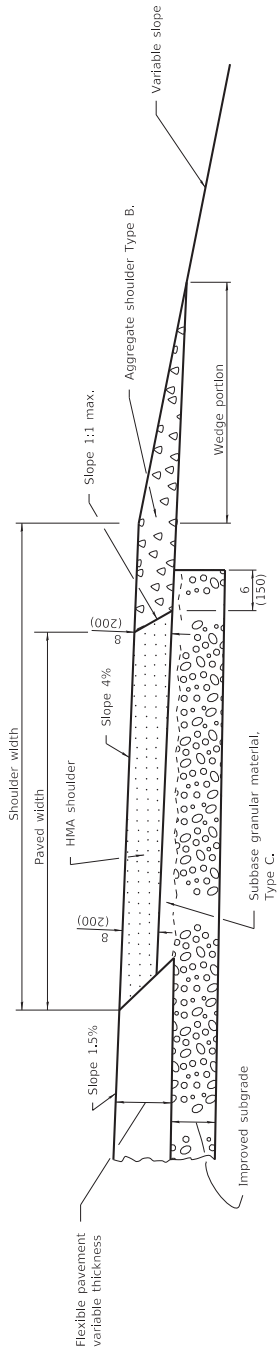 Shoulder width
Paved width
Slope 1.5%
Slope 4%
HMA shoulder
8
(200)
8
(200)
Slope 1:1 max.
Aggregate shoulder Type B.
Variable slope
Flexible pavement
variable thickness
Improved subgrade
Subbase granular material.
Type C.
6
(150)
Wedge portion